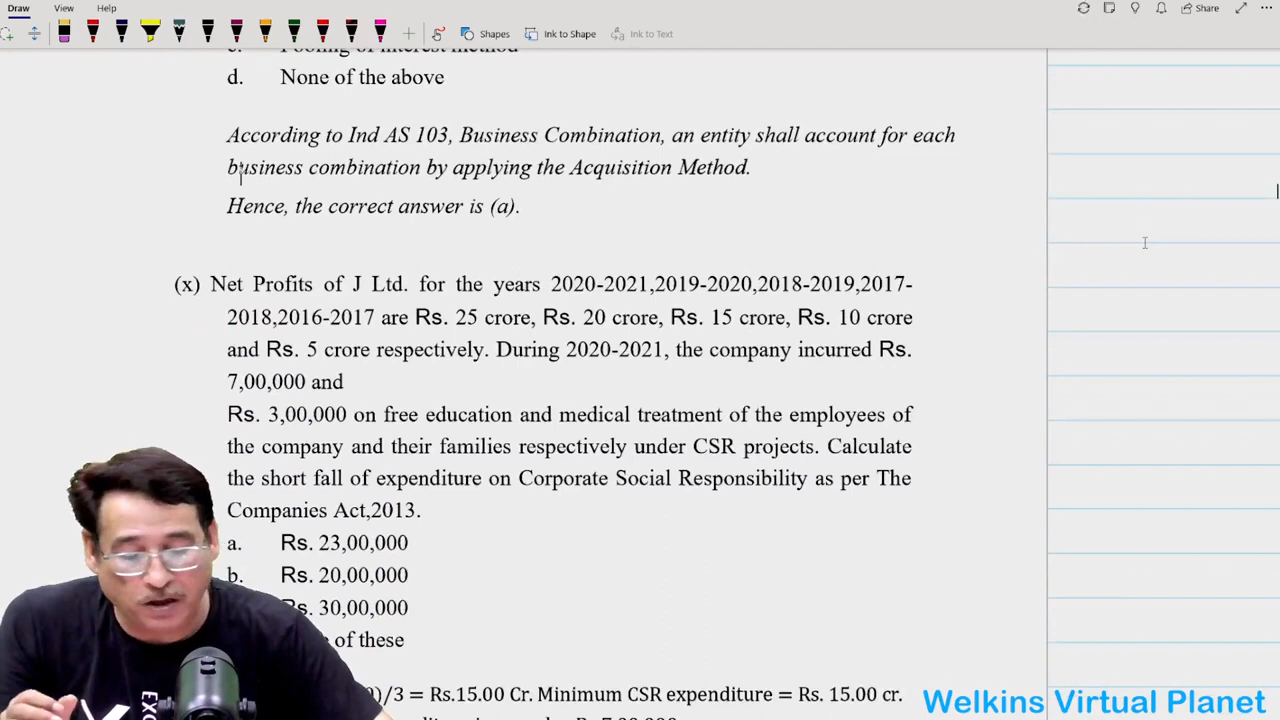 Draw View Help
Share
Shapes Ink to Shape Ink to Text
d. None of the above
According to Ind AS 103, Business Combination, an entity shall account for each
business combination by applying the Acquisition Method.
Hence, the correct answer is (a).
(x) Net Profits of J Ltd. for the years 2020-2021,2019-2020,2018-2019,2017-
2018,2016-2017 are Rs. 25 crore, Rs. 20 crore, Rs. 15 crore, Rs. 10 crore
and Rs. 5 crore respectively. During 2020-2021, the company incurred Rs.
7,00,000 and
Rs. 3,00,000 on free education and medical treatment of the employees of
the company and their families respectively under CSR projects. Calculate
the short fall of expenditure on Corporate Social Responsibility as per The
Companies Act,2013.
a. Rs. 23,00,000
b. Rs. 20,00,000
Rs. 30,00,000
of these
)/3 = Rs.15.00 Cr. Minimum CSR expenditure = Rs. 15.00 cr.
Welkins Virtual Planet